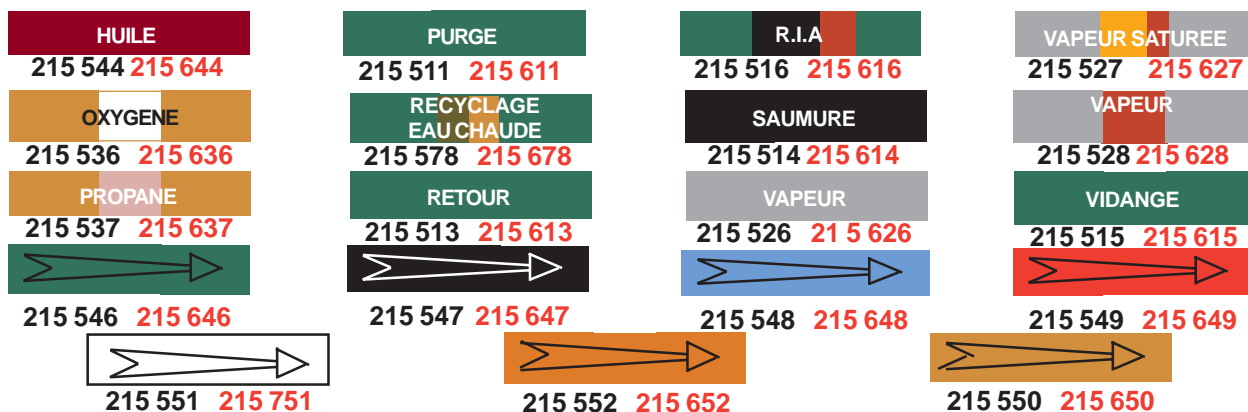 HUILE
215 544 215 644
PURGE
215 511 215 611
R.I.A
215 516 215 616
VAPEUR SATUREE
215 527 215 627
OXYGENE
215 536 215 636
RECYCLAGE
EAU CHAUDE
215 578 215 678
SAUMURE
215 514 215 614
VAPEUR
215 528 215 628
PROPANE
215 537 215 637
RETOUR
215 513 215 613
VAPEUR
215 526 21 5 626
VIDANGE
215 515 215 615
215 546 215 646
215 547 215 647
215 548 215 648
215 549 215 649
215 551 215 751
215 552 215 652
215 550 215 650